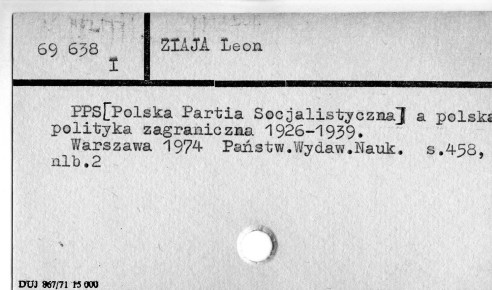 69 638
I
ZIAJA Leon
PPS[Polska Partia Socjalistyczna] a polska
polityka zagraniczna 1926-1939.
Warszawa 1974 Państw.Wydaw.Nauk. s.458,
nlb.2
DUJ 867/71 15 000